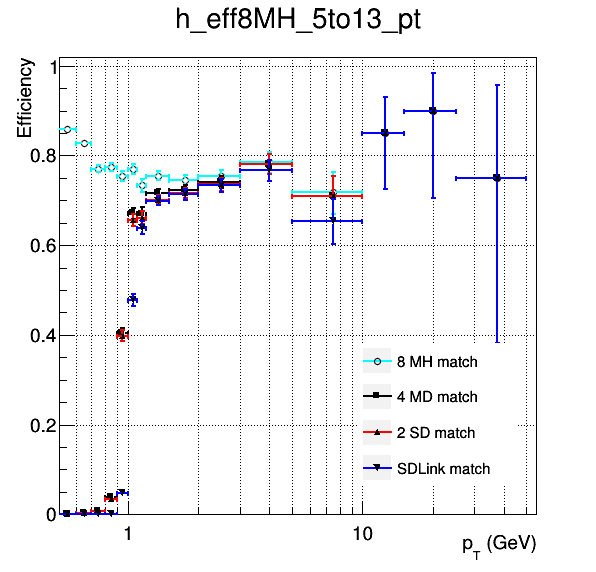 h_eff8MH_5to13_pt
Efficiency
1
0.8
0.6
0.4
0.2
0
8 MH match
4 MD match
2 SD match
SDLink match
1
10
p_T (GeV)